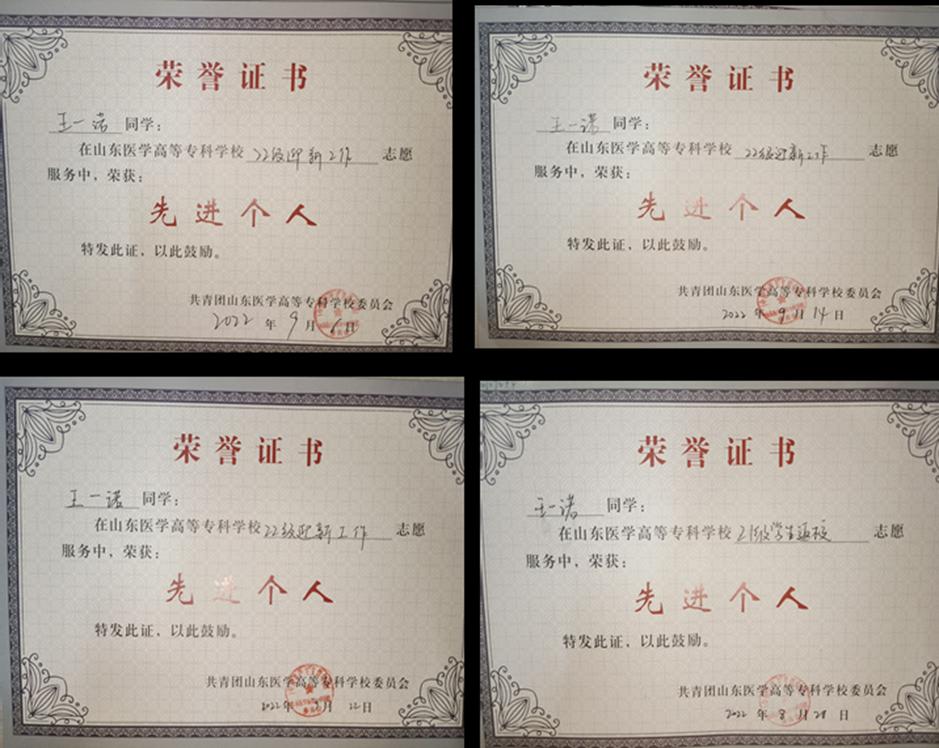 荣誉证书
王一诺 同学：
在山东医学高等专科学校 22级迎新工作 志愿
服务中，荣获：
先进个人
特发此证，以此鼓励。
共青团山东医学高等专科学校委员会
2022 年 9 月 6 日
荣誉证书
王一诺 同学：
在山东医学高等专科学校 22级迎新工作 志愿
服务中，荣获：
先进个人
特发此证，以此鼓励。
共青团山东医学高等专科学校委员会
2022 年 9 月 14 日
荣誉证书
王一诺 同学：
在山东医学高等专科学校 22级迎新工作 志愿
服务中，荣获：
先进个人
特发此证，以此鼓励。
共青团山东医学高等专科学校委员会
2022 年 月 22 日
荣誉证书
王一诺 同学：
在山东医学高等专科学校 21级学生返校 志愿
服务中，荣获：
先进个人
特发此证，以此鼓励。
共青团山东医学高等专科学校委员会
2022 年 8 月 28 日